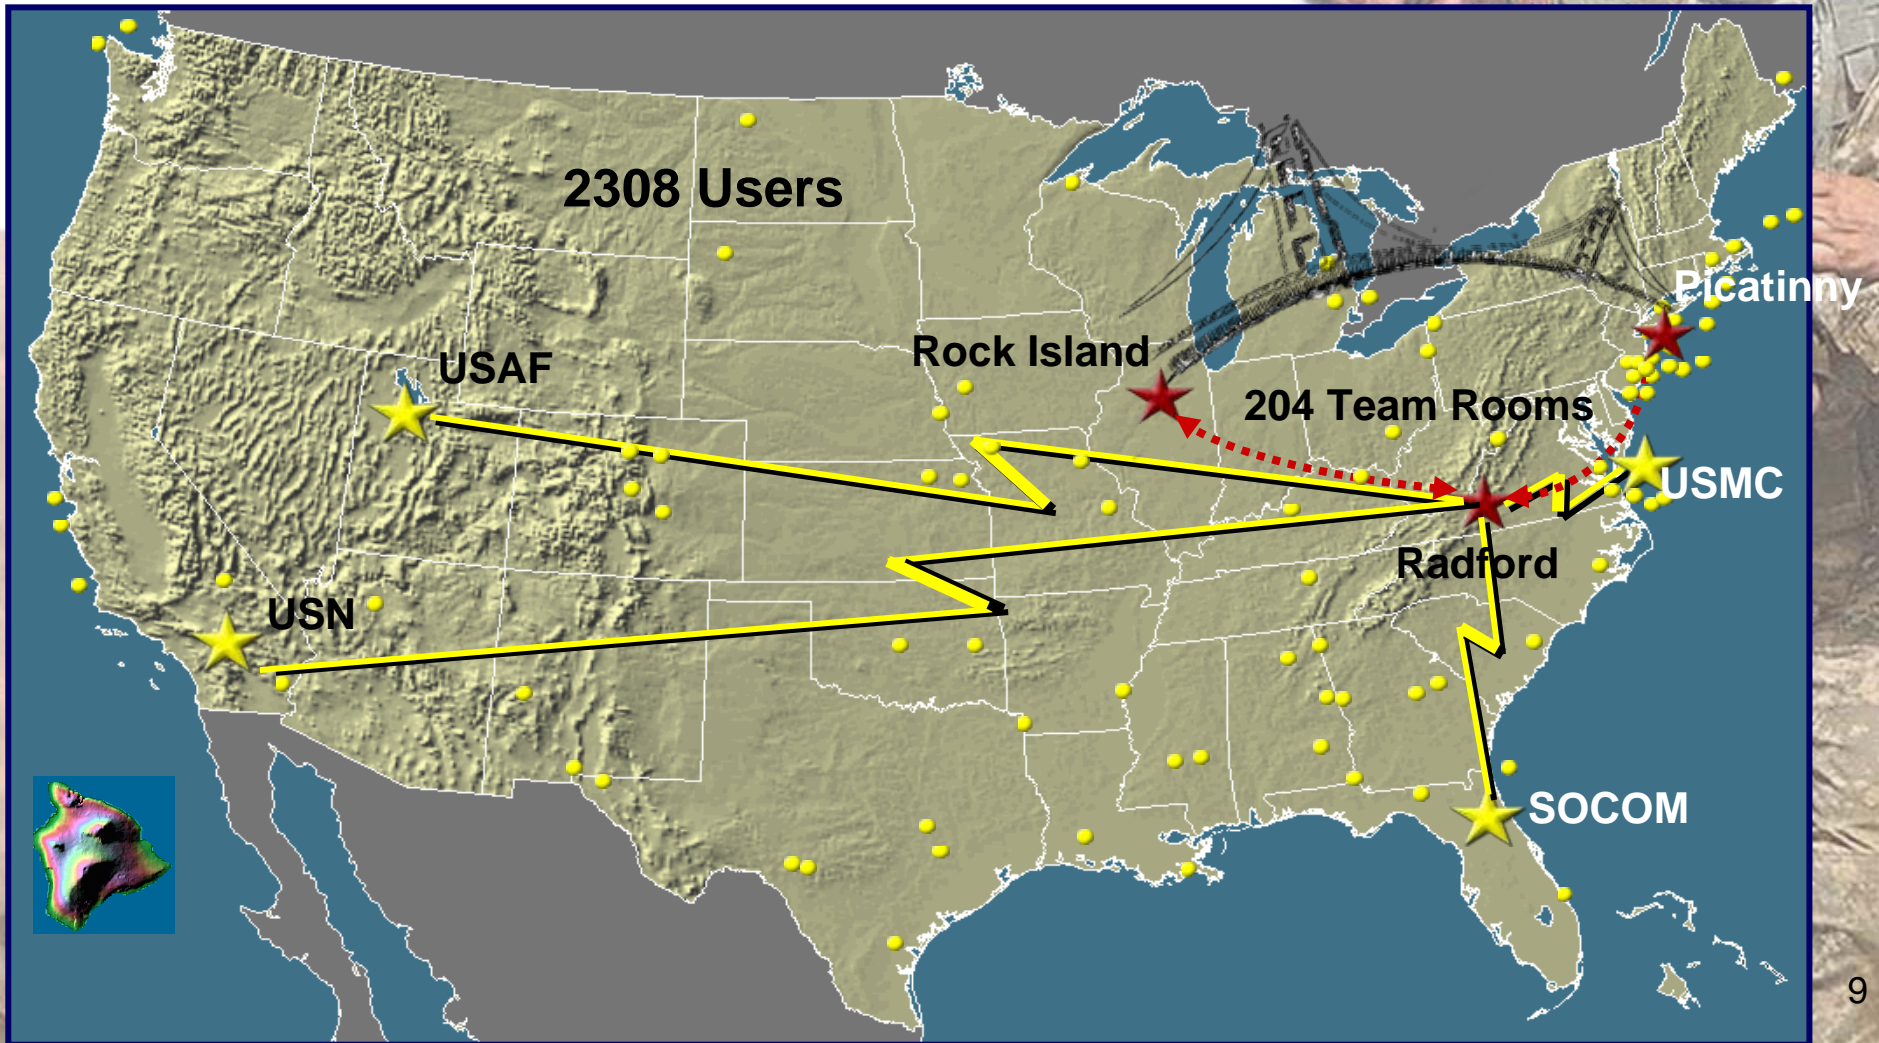 2308 Users
Picatinny
Rock Island
USAF
204 Team Rooms
USMC
Radford
USN
SOCOM
9